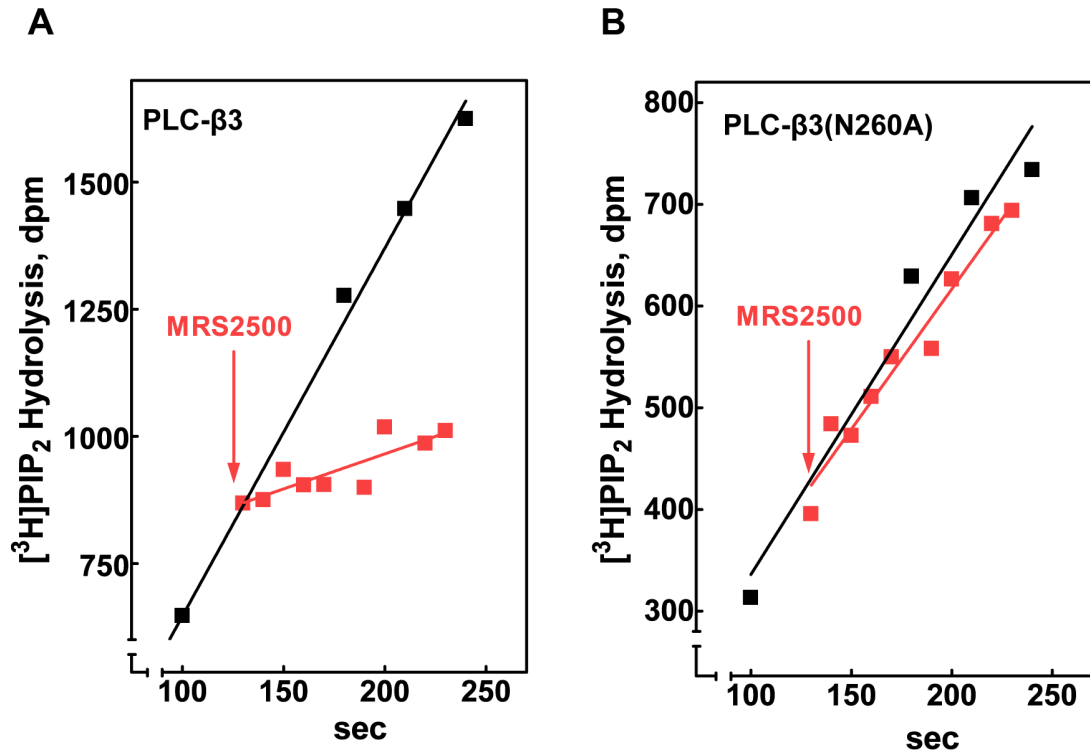 A
PLC-β3
[³H]PIP₂ Hydrolysis, dpm
1500
1250
1000
750
MRS2500
100 150 200 250
sec
B
PLC-β3(N260A)
[³H]PIP₂ Hydrolysis, dpm
800
700
600
500
400
300
MRS2500
100 150 200 250
sec